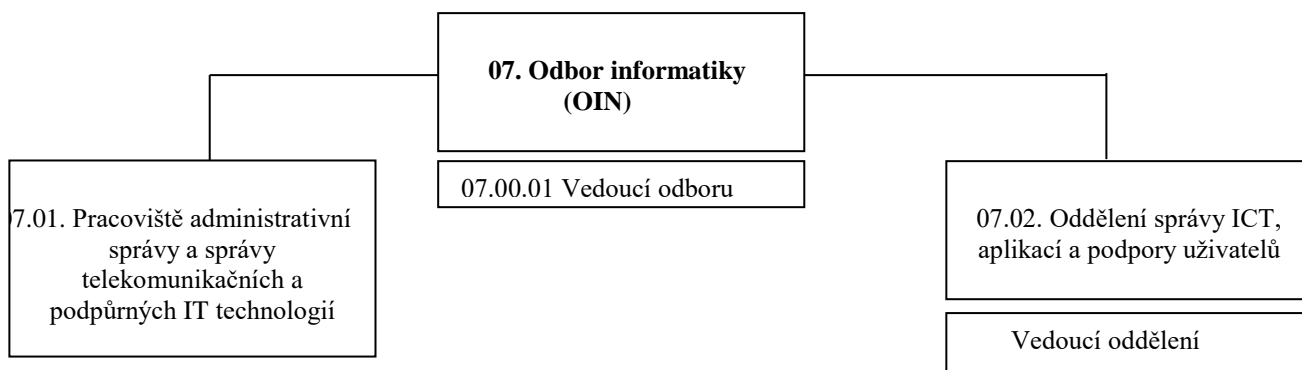 07. Odbor informatiky
(OIN)
07.00.01 Vedoucí odboru
07.01. Pracoviště administrativní
správy a správy
telekomunikačních a
podpůrných IT technologií
07.02. Oddělení správy ICT,
aplikací a podpory uživatelů
Vedoucí oddělení